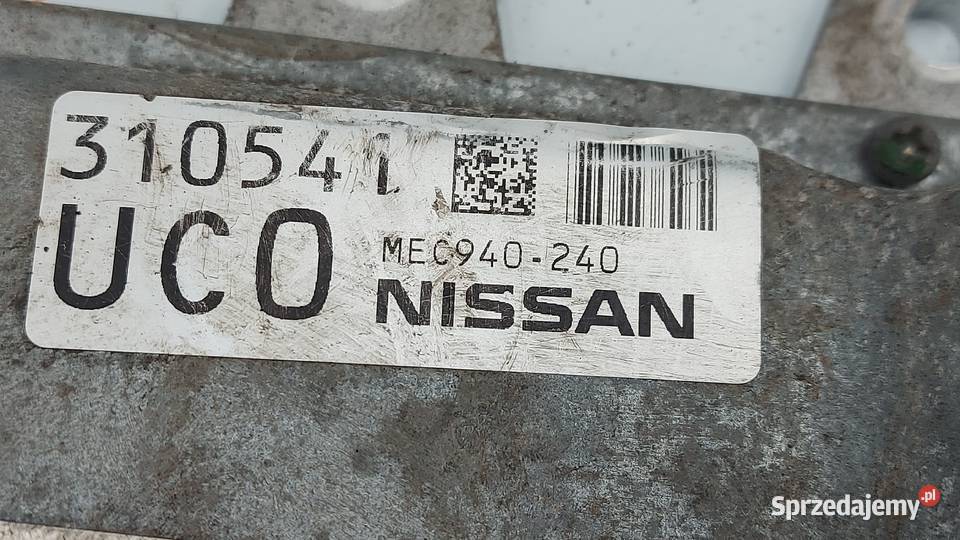 310541
UC0
MEC940-240
NISSAN
Sprzedajemy.pl